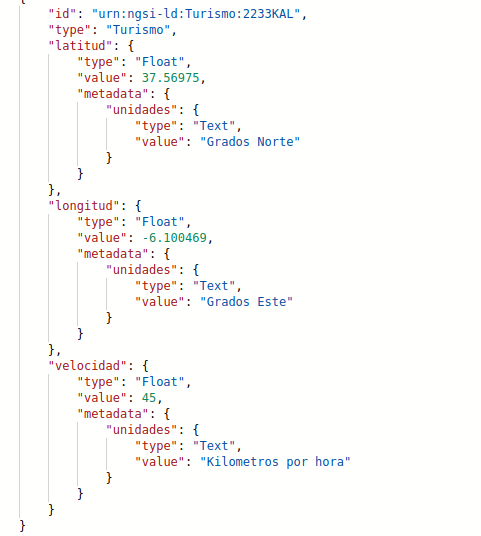 {
"id": "urn:ngsi-ld:Turismo:2233KAL",
"type": "Turismo",
"latitud": {
"type": "Float",
"value": 37.56975,
"metadata": {
"unidades": {
"type": "Text",
"value": "Grados Norte"
}
}
},
"longitud": {
"type": "Float",
"value": -6.100469,
"metadata": {
"unidades": {
"type": "Text",
"value": "Grados Este"
}
}
},
"velocidad": {
"type": "Float",
"value": 45,
"metadata": {
"unidades": {
"type": "Text",
"value": "Kilometros por hora"
}
}
}
}